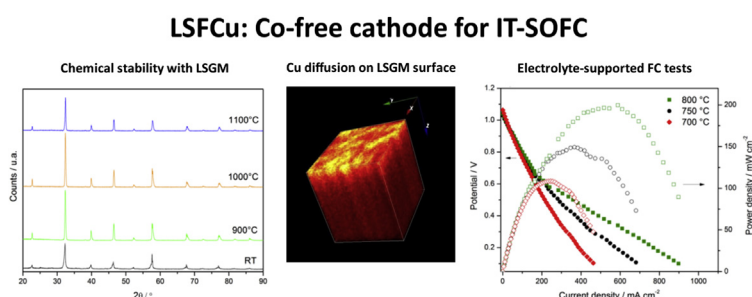 LSFCu: Co-free cathode for IT-SOFC
Chemical stability with LSGM
Counts / u.a.
1100°C
1000°C
900°C
RT
20 30 40 50 60 70 80 90
2θ / °
Cu diffusion on LSGM surface
Y
X
Z
Electrolyte-supported FC tests
Potential / V
1.2
1.0
0.8
0.6
0.4
0.2
800 °C
750 °C
700 °C
200
150
100
50
0
Power density / mW cm-2
0 200 400 600 800 1000
Current density / mA cm-2